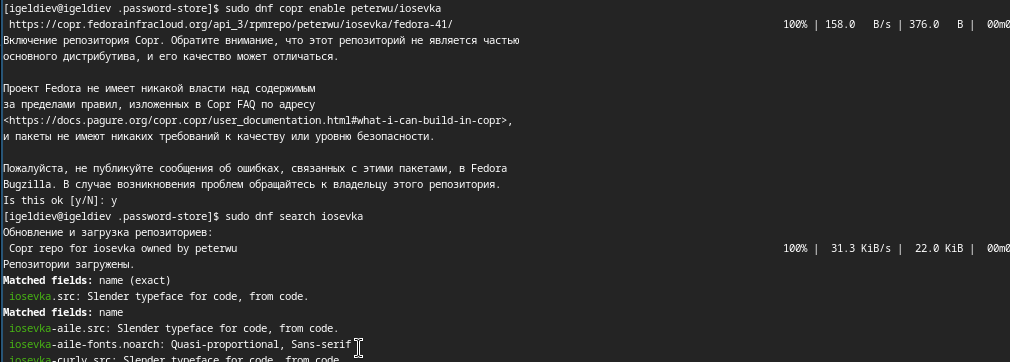 [igeldiev@igeldiev .password-store]$ sudo dnf copr enable peterwu/iosevka
https://copr.fedorainfracloud.org/api_3/rpmrepo/peterwu/iosevka/fedora-41/ 100% | 158.0 B/s | 376.0 B | 00m0
Включение репозитория Copr. Обратите внимание, что этот репозиторий не является частью
основного дистрибутива, и его качество может отличаться.
Проект Fedora не имеет никакой власти над содержимым
за пределами правил, изложенных в Copr FAQ по адресу
<https://docs.pagure.org/copr.copr/user_documentation.html#what-i-can-build-in-copr>,
и пакеты не имеют никаких требований к качеству или уровню безопасности.
Пожалуйста, не публикуйте сообщения об ошибках, связанных с этими пакетами, в Fedora
Bugzilla. В случае возникновения проблем обращайтесь к владельцу этого репозитория.
Is this ok [y/N]: y
[igeldiev@igeldiev .password-store]$ sudo dnf search iosevka
Обновление и загрузка репозиториев:
Copr repo for iosevka owned by peterwu 100% | 31.3 KiB/s | 22.0 KiB | 00m0
Репозитории загружены.
Matched fields: name (exact)
iosevka.src: Slender typeface for code, from code.
Matched fields: name
iosevka-aile.src: Slender typeface for code, from code.
iosevka-aile-fonts.noarch: Quasi-proportional, Sans-serif
iosevka-curly.src: Slender typeface for code, from code.